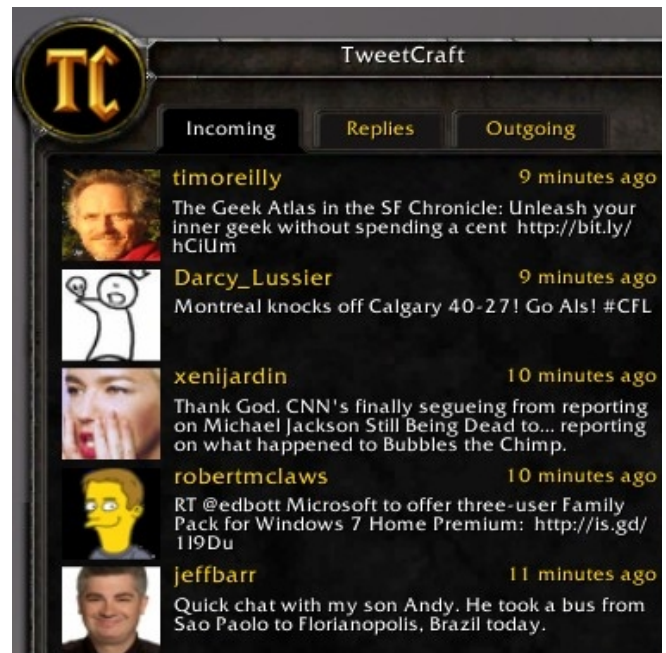 TC
TweetCraft
Incoming Replies Outgoing
timoreilly 9 minutes ago
The Geek Atlas in the SF Chronicle: Unleash your
inner geek without spending a cent http://bit.ly/
hCiUm
Darcy_Lussier 9 minutes ago
Montreal knocks off Calgary 40-27! Go Als! #CFL
xenijardin 10 minutes ago
Thank God. CNN's finally segueing from reporting
on Michael Jackson Still Being Dead to... reporting
on what happened to Bubbles the Chimp.
robertmclaws 10 minutes ago
RT @edbott Microsoft to offer three-user Family
Pack for Windows 7 Home Premium: http://is.gd/
1I9Du
jeffbarr 11 minutes ago
Quick chat with my son Andy. He took a bus from
Sao Paolo to Florianopolis, Brazil today.